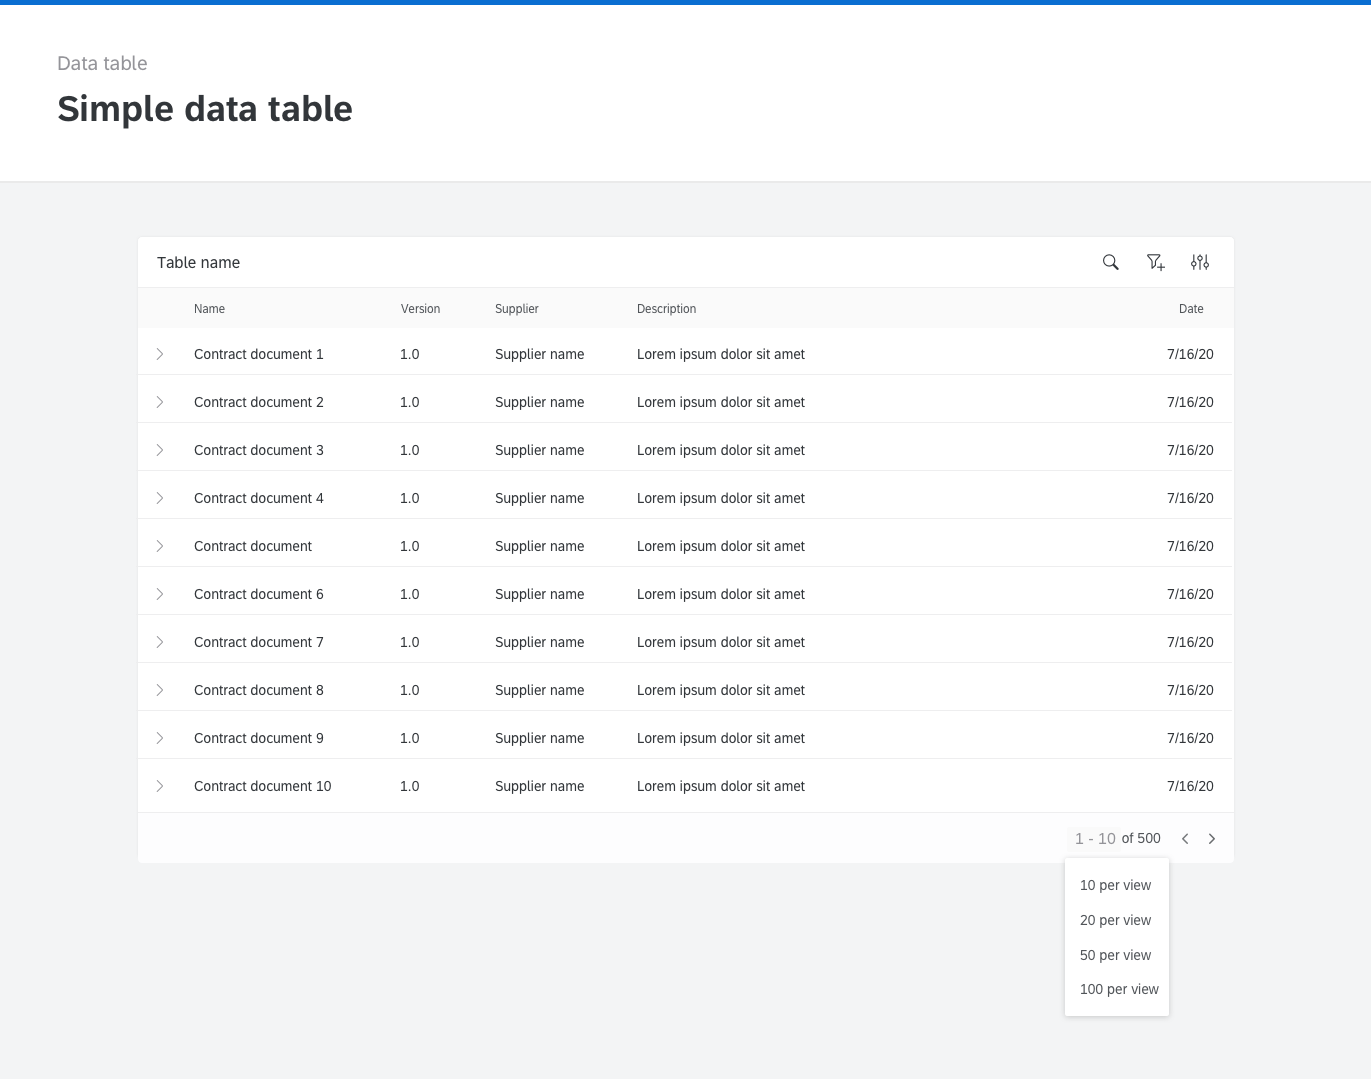 Data table
Simple data table
Table name
Name Version Supplier Description Date
Contract document 1 1.0 Supplier name Lorem ipsum dolor sit amet 7/16/20
Contract document 2 1.0 Supplier name Lorem ipsum dolor sit amet 7/16/20
Contract document 3 1.0 Supplier name Lorem ipsum dolor sit amet 7/16/20
Contract document 4 1.0 Supplier name Lorem ipsum dolor sit amet 7/16/20
Contract document 1.0 Supplier name Lorem ipsum dolor sit amet 7/16/20
Contract document 6 1.0 Supplier name Lorem ipsum dolor sit amet 7/16/20
Contract document 7 1.0 Supplier name Lorem ipsum dolor sit amet 7/16/20
Contract document 8 1.0 Supplier name Lorem ipsum dolor sit amet 7/16/20
Contract document 9 1.0 Supplier name Lorem ipsum dolor sit amet 7/16/20
Contract document 10 1.0 Supplier name Lorem ipsum dolor sit amet 7/16/20
1 - 10 of 500
10 per view
20 per view
50 per view
100 per view